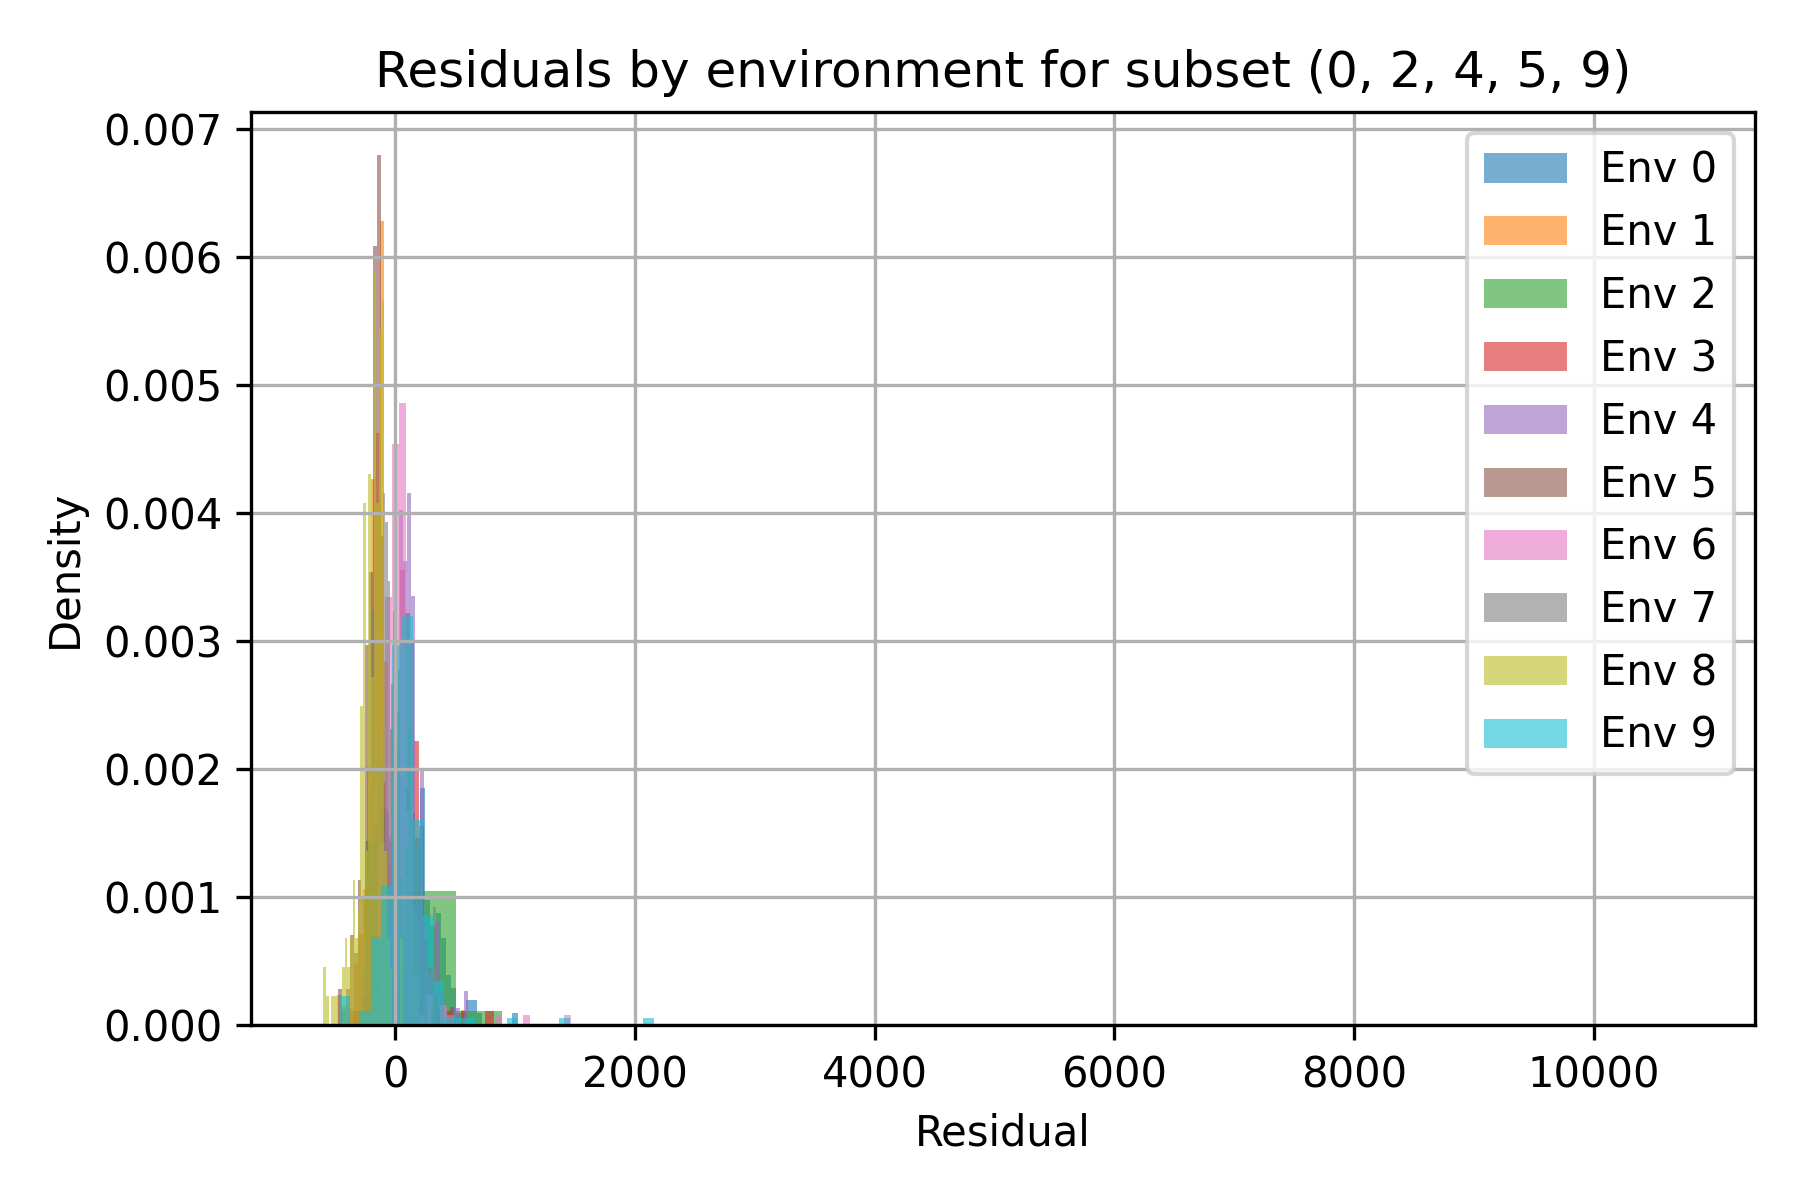 Residuals by environment for subset (0, 2, 4, 5, 9)
0.007
0.006
0.005
0.004
0.003
0.002
0.001
0.000
Density
0
2000
4000
6000
8000
10000
Residual
Env 0
Env 1
Env 2
Env 3
Env 4
Env 5
Env 6
Env 7
Env 8
Env 9